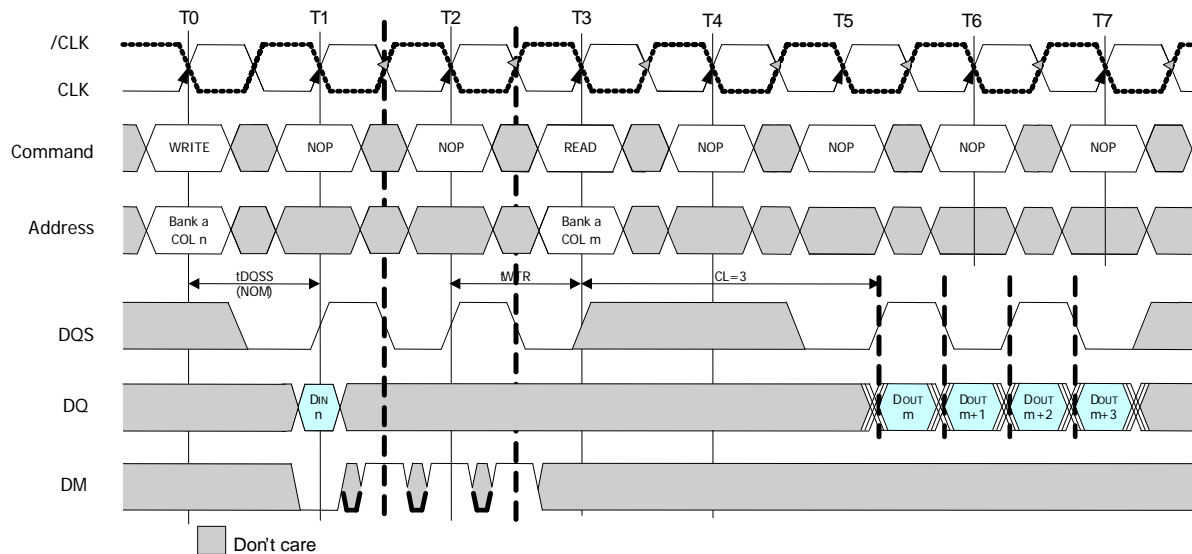 T0 T1 T2 T3 T4 T5 T6 T7
/CLK
CLK
Command WRITE NOP NOP READ NOP NOP NOP NOP
Address Bank a COL n Bank a COL m
tDQSS (NOM) tWTR CL=3
DQS
DQ DIN n DOUT m DOUT m+1 DOUT m+2 DOUT m+3
DM
Don't care